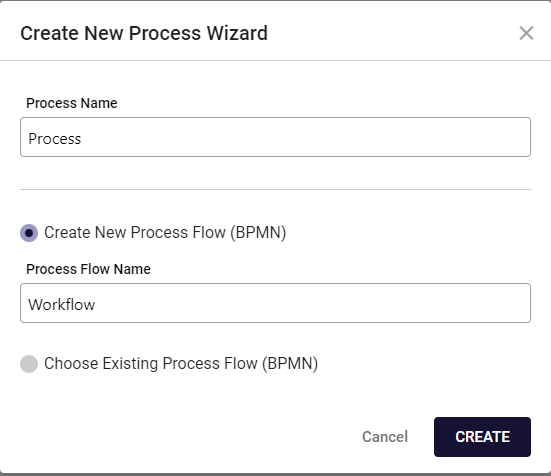 Create New Process Wizard
Process Name
Process
Create New Process Flow (BPMN)
Process Flow Name
Workflow
Choose Existing Process Flow (BPMN)
Cancel CREATE